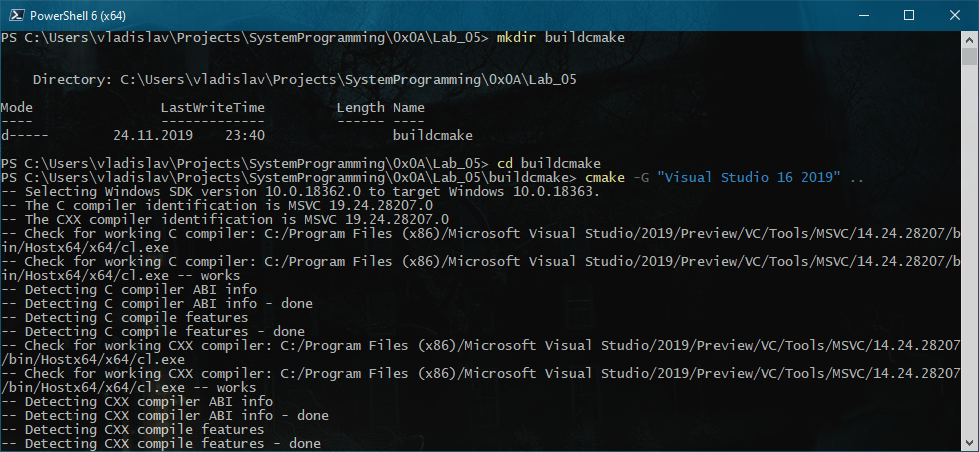 PowerShell 6 (x64)
PS C:\Users\vladislav\Projects\SystemProgramming\0x0A\Lab_05> mkdir buildcmake
    Directory: C:\Users\vladislav\Projects\SystemProgramming\0x0A\Lab_05
Mode                LastWriteTime         Length Name
----                -------------         ------ ----
d-----       24.11.2019    23:40                buildcmake
PS C:\Users\vladislav\Projects\SystemProgramming\0x0A\Lab_05> cd buildcmake
PS C:\Users\vladislav\Projects\SystemProgramming\0x0A\Lab_05\buildcmake> cmake -G "Visual Studio 16 2019" ..
-- Selecting Windows SDK version 10.0.18362.0 to target Windows 10.0.18363.
-- The C compiler identification is MSVC 19.24.28207.0
-- The CXX compiler identification is MSVC 19.24.28207.0
-- Check for working C compiler: C:/Program Files (x86)/Microsoft Visual Studio/2019/Preview/VC/Tools/MSVC/14.24.28207/b
in/Hostx64/x64/cl.exe
-- Check for working C compiler: C:/Program Files (x86)/Microsoft Visual Studio/2019/Preview/VC/Tools/MSVC/14.24.28207/b
in/Hostx64/x64/cl.exe -- works
-- Detecting C compiler ABI info
-- Detecting C compiler ABI info - done
-- Detecting C compile features
-- Detecting C compile features - done
-- Check for working CXX compiler: C:/Program Files (x86)/Microsoft Visual Studio/2019/Preview/VC/Tools/MSVC/14.24.28207
/bin/Hostx64/x64/cl.exe
-- Check for working CXX compiler: C:/Program Files (x86)/Microsoft Visual Studio/2019/Preview/VC/Tools/MSVC/14.24.28207
/bin/Hostx64/x64/cl.exe -- works
-- Detecting CXX compiler ABI info
-- Detecting CXX compiler ABI info - done
-- Detecting CXX compile features
-- Detecting CXX compile features - done